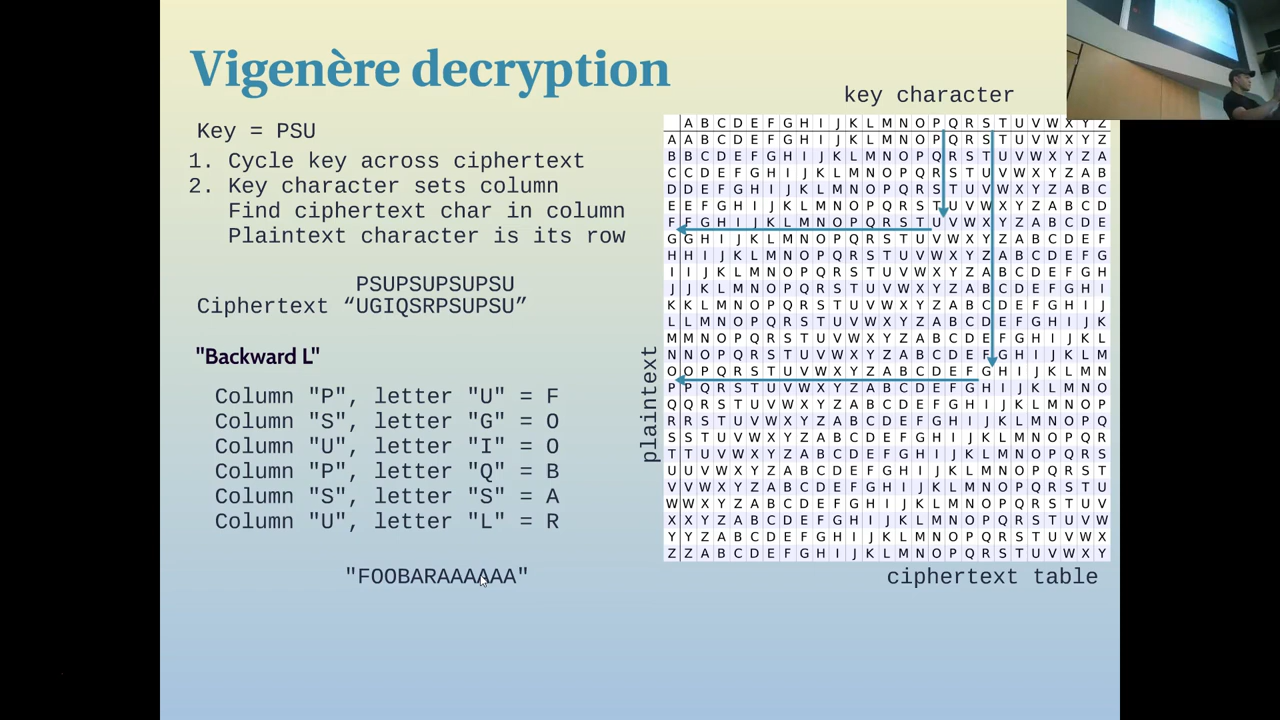 Vigenère decryption
Key = PSU
1. Cycle key across ciphertext
2. Key character sets column
Find ciphertext char in column
Plaintext character is its row
PSUPSUPSUPSU
Ciphertext “UGIQSRPSUPSU”
"Backward L"
Column "P", letter "U" = F
Column "S", letter "G" = O
Column "U", letter "I" = O
Column "P", letter "Q" = B
Column "S", letter "S" = A
Column "U", letter "L" = R
"FOOBARAAAAAA"
key character
A B C D E F G H I J K L M N O P Q R S T U V W X Y Z
A A B C D E F G H I J K L M N O P Q R S T U V W X Y Z
B B C D E F G H I J K L M N O P Q R S T U V W X Y Z A
C C D E F G H I J K L M N O P Q R S T U V W X Y Z A B
D D E F G H I J K L M N O P Q R S T U V W X Y Z A B C
E E F G H I J K L M N O P Q R S T U V W X Y Z A B C D
F F G H I J K L M N O P Q R S T U V W X Y Z A B C D E
G G H I J K L M N O P Q R S T U V W X Y Z A B C D E F
H H I J K L M N O P Q R S T U V W X Y Z A B C D E F G
I I J K L M N O P Q R S T U V W X Y Z A B C D E F G H
J J K L M N O P Q R S T U V W X Y Z A B C D E F G H I
K K L M N O P Q R S T U V W X Y Z A B C D E F G H I J
L L M N O P Q R S T U V W X Y Z A B C D E F G H I J K
M M N O P Q R S T U V W X Y Z A B C D E F G H I J K L
N N O P Q R S T U V W X Y Z A B C D E F G H I J K L M
O O P Q R S T U V W X Y Z A B C D E F G H I J K L M N
P P Q R S T U V W X Y Z A B C D E F G H I J K L M N O
Q Q R S T U V W X Y Z A B C D E F G H I J K L M N O P
R R S T U V W X Y Z A B C D E F G H I J K L M N O P Q
S S T U V W X Y Z A B C D E F G H I J K L M N O P Q R
T T U V W X Y Z A B C D E F G H I J K L M N O P Q R S
U U V W X Y Z A B C D E F G H I J K L M N O P Q R S T
V V W X Y Z A B C D E F G H I J K L M N O P Q R S T U
W W X Y Z A B C D E F G H I J K L M N O P Q R S T U V
X X Y Z A B C D E F G H I J K L M N O P Q R S T U V W
Y Y Z A B C D E F G H I J K L M N O P Q R S T U V W X
Z Z A B C D E F G H I J K L M N O P Q R S T U V W X Y
plaintext
ciphertext table